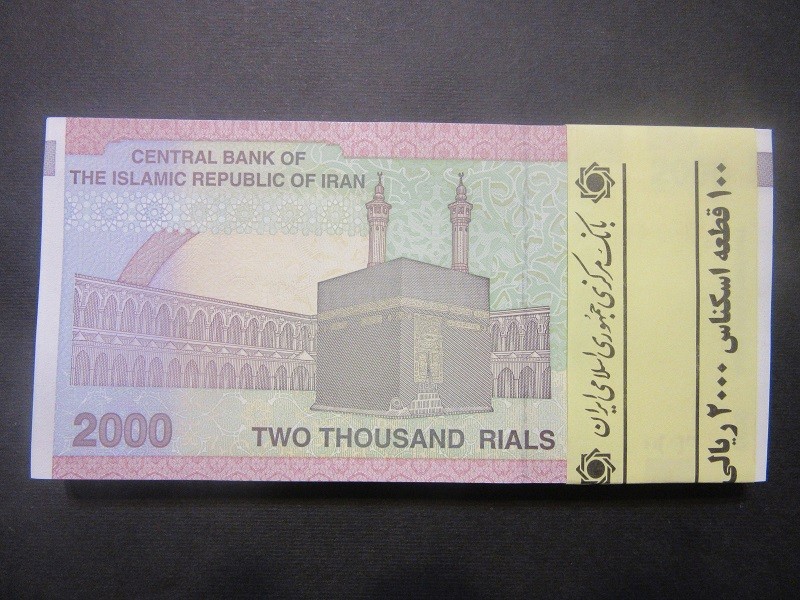 CENTRAL BANK OF
THE ISLAMIC REPUBLIC OF IRAN
2000
TWO THOUSAND RIALS
بانک مرکزی جمهوری اسلامی ایران
۱۰۰ قطعه اسکناس ۲۰۰۰ ریالی